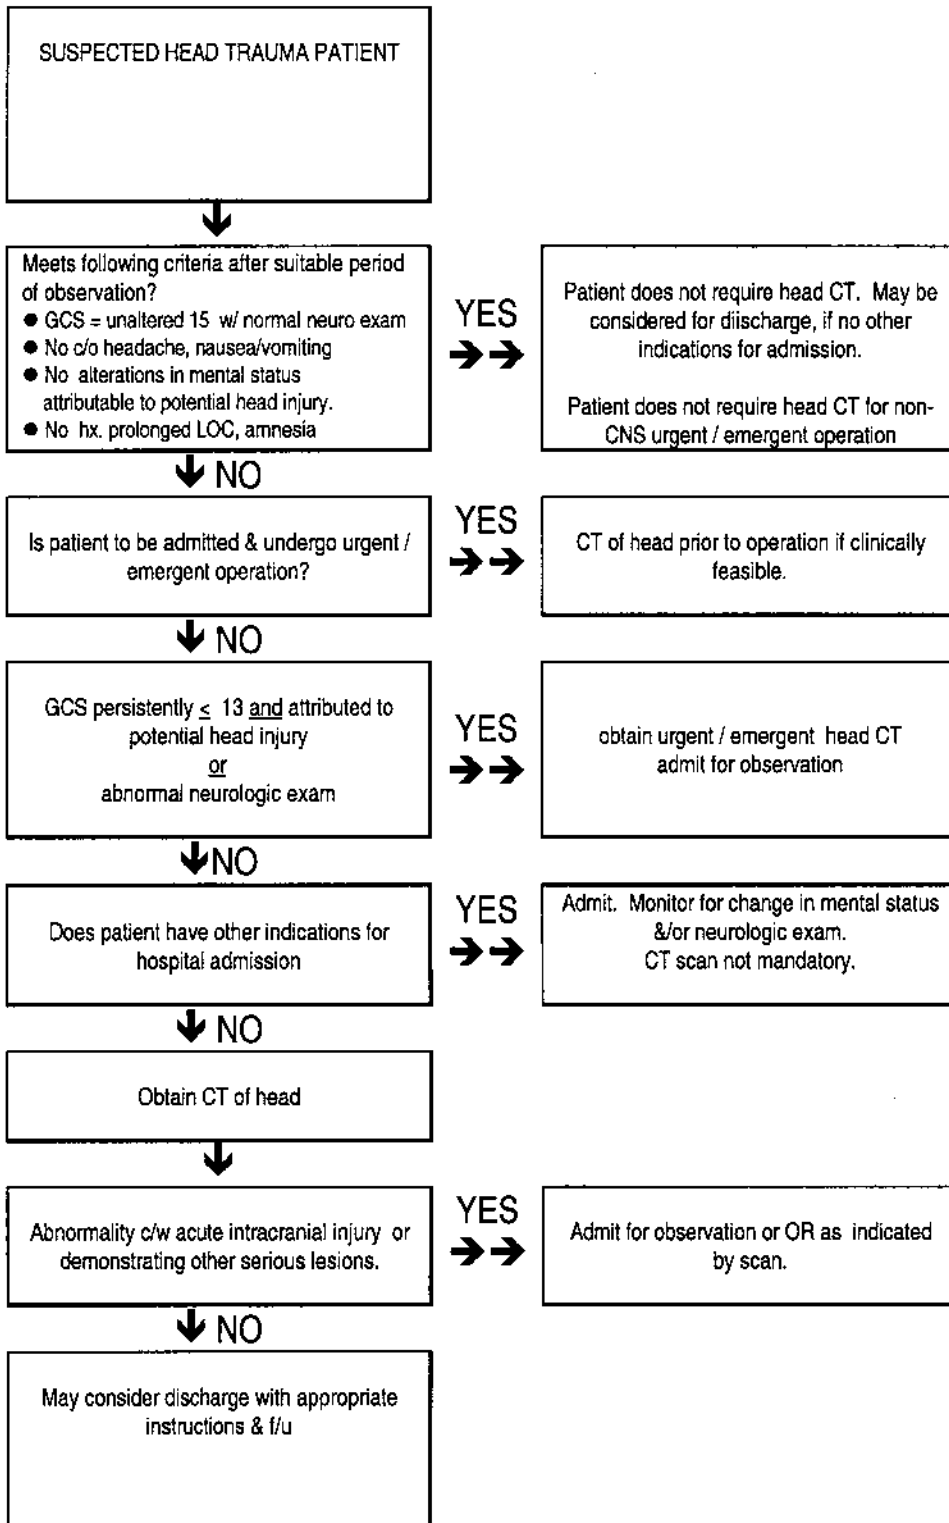 SUSPECTED HEAD TRAUMA PATIENT
Meets following criteria after suitable period
of observation?
● GCS = unaltered 15 w/ normal neuro exam
● No c/o headache, nausea/vomiting
● No alterations in mental status
attributable to potential head injury.
● No hx. prolonged LOC, amnesia
YES
Patient does not require head CT. May be
considered for diischarge, if no other
indications for admission.
Patient does not require head CT for non-
CNS urgent / emergent operation
NO
Is patient to be admitted & undergo urgent /
emergent operation?
YES
CT of head prior to operation if clinically
feasible.
NO
GCS persistently ≤ 13 and attributed to
potential head injury
or
abnormal neurologic exam
YES
obtain urgent / emergent head CT
admit for observation
NO
Does patient have other indications for
hospital admission
YES
Admit. Monitor for change in mental status
&/or neurologic exam.
CT scan not mandatory.
NO
Obtain CT of head
Abnormality c/w acute intracranial injury or
demonstrating other serious lesions.
YES
Admit for observation or OR as indicated
by scan.
NO
May consider discharge with appropriate
instructions & f/u